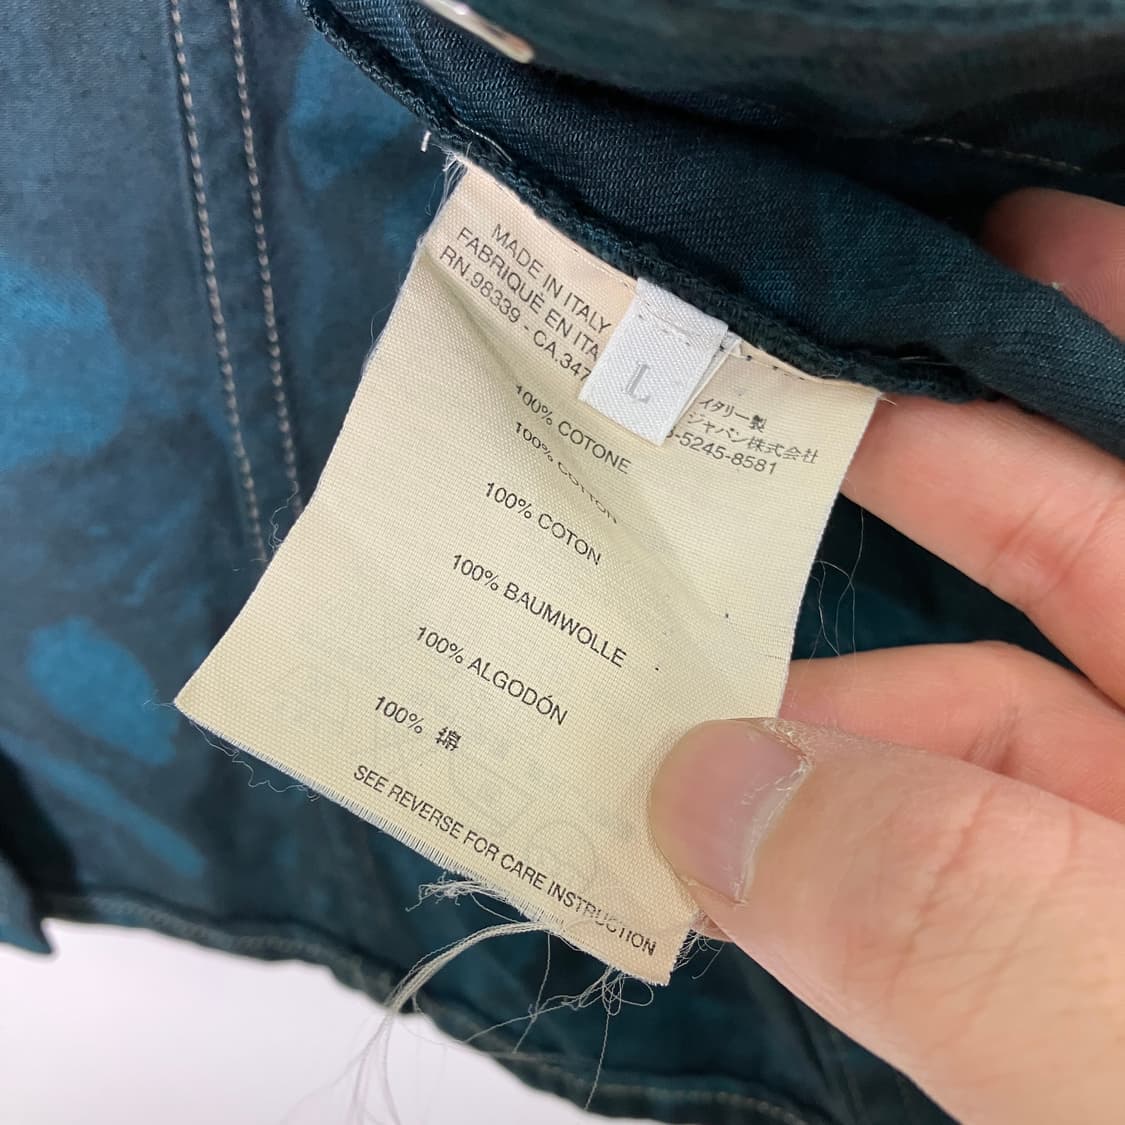 MADE IN ITALY
FABRIQUÉ EN ITA
RN.98339 - CA.347
L
イタリー製
ジャパン株式会社
-5245-8581
100% COTONE
100% COTTON
100% COTON
100% BAUMWOLLE
100% ALGODÓN
100% 綿
SEE REVERSE FOR CARE INSTRUCTION